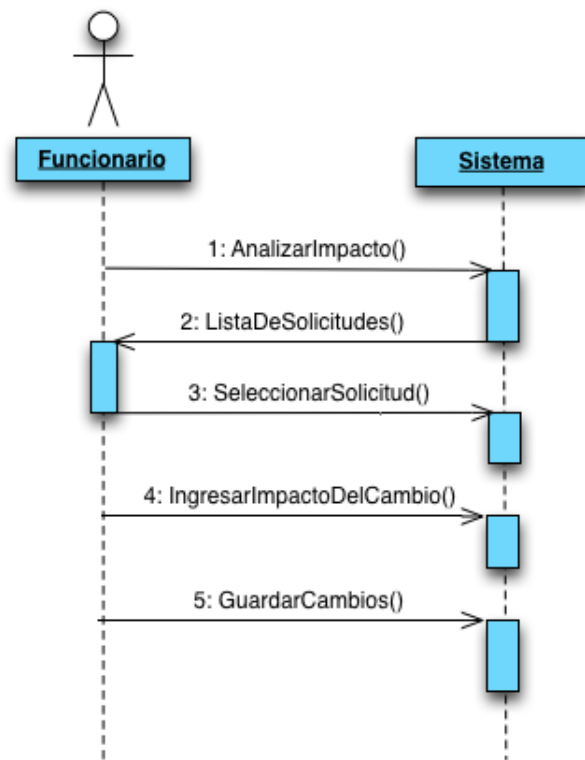 Funcionario
Sistema
1: AnalizarImpacto()
2: ListaDeSolicitudes()
3: SeleccionarSolicitud()
4: IngresarImpactoDelCambio()
5: GuardarCambios()